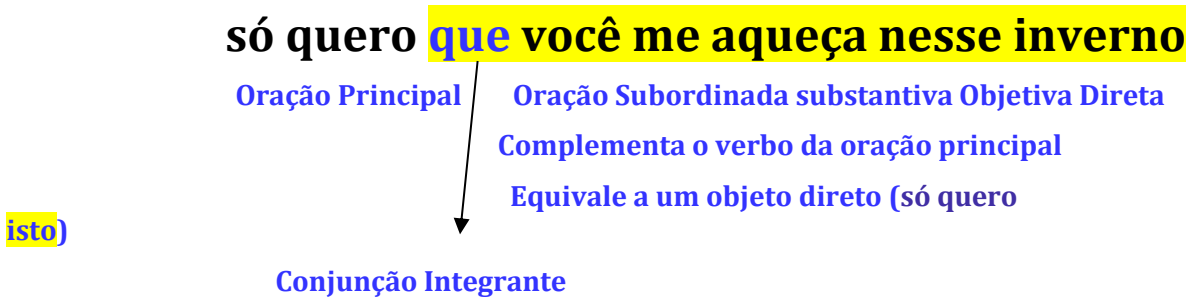 só quero que você me aqueça nesse inverno
Oração Principal Oração Subordinada substantiva Objetiva Direta
Complementa o verbo da oração principal
Equivale a um objeto direto (só quero
isto)
Conjunção Integrante